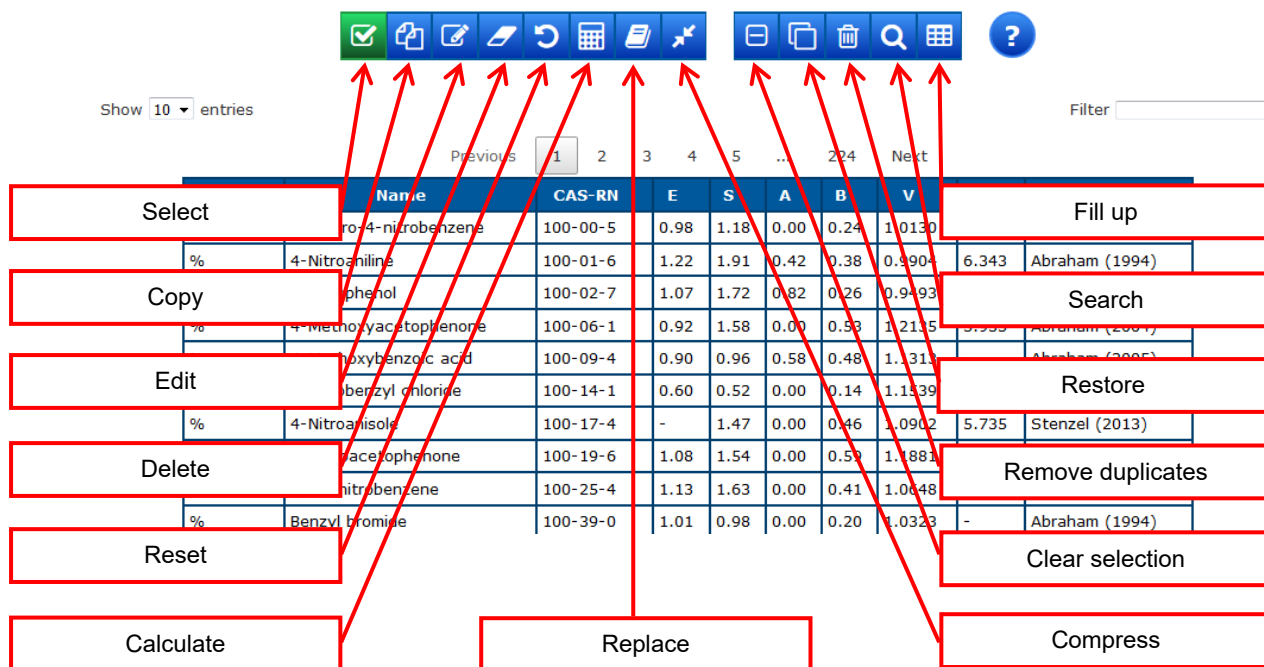 ?
Show 10 entries
Filter
Previous 1 2 3 4 5 ... 224 Next
Name CAS-RN E S A B V
Select
Fill up
ro-4-nitrobenzene 100-00-5 0.98 1.18 0.00 0.24 1.0130
% 4-Nitroaniline 100-01-6 1.22 1.91 0.42 0.38 0.9904 6.343 Abraham (1994)
Copy
Search
phenol 100-02-7 1.07 1.72 0.82 0.26 0.9493
% 4-Methoxyacetophenone 100-06-1 0.92 1.58 0.00 0.53 1.2135 Abraham
hoxybenzoic acid 100-09-4 0.90 0.96 0.58 0.48 1.1313 Abraham
Edit
Restore
obenzyl chloride 100-14-1 0.60 0.52 0.00 0.14 1.1539
% 4-Nitroanisole 100-17-4 - 1.47 0.00 0.46 1.0902 5.735 Stenzel (2013)
Delete
Remove duplicates
acetophenone 100-19-6 1.08 1.54 0.00 0.59 1.1881
nitrobenzene 100-25-4 1.13 1.63 0.00 0.41 1.0648
% Benzyl bromide 100-39-0 1.01 0.98 0.00 0.20 1.0323 - Abraham (1994)
Reset
Clear selection
Calculate
Replace
Compress